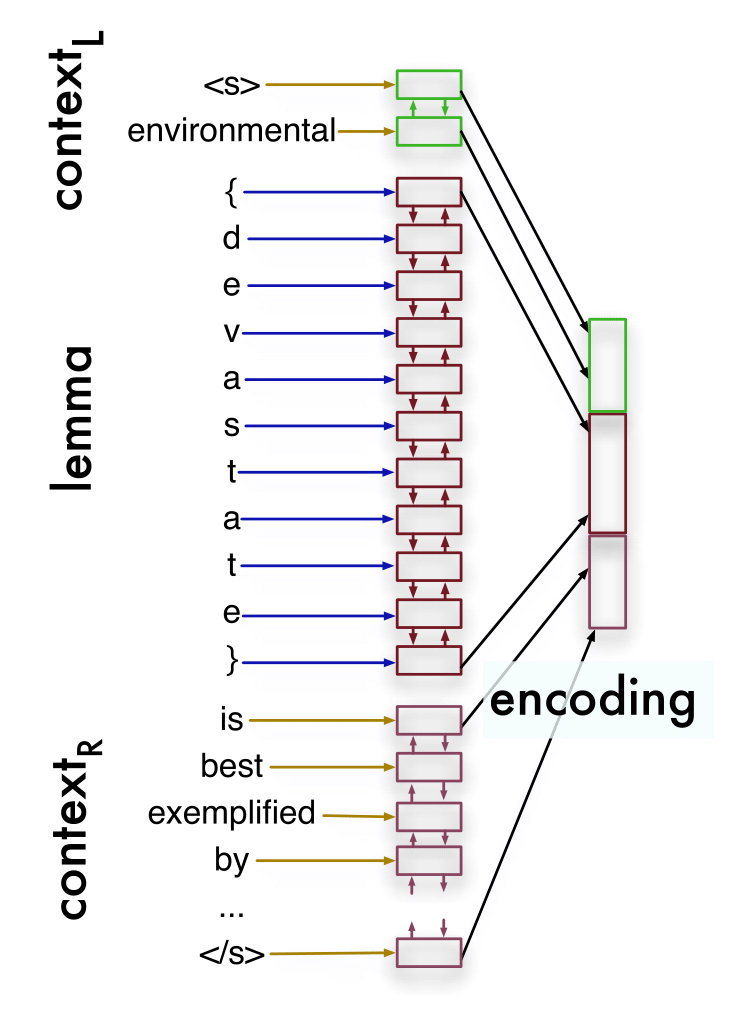 context_L
<s>
environmental
lemma
{
d
e
v
a
s
t
a
t
e
}
encoding
context_R
is
best
exemplified
by
...
</s>